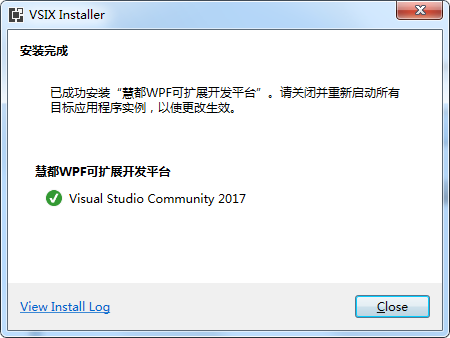 VSIX Installer
安装完成
已成功安装“慧都WPF可扩展开发平台”。请关闭并重新启动所有
目标应用程序实例，以使更改生效。
慧都WPF可扩展开发平台
Visual Studio Community 2017
View Install Log
Close